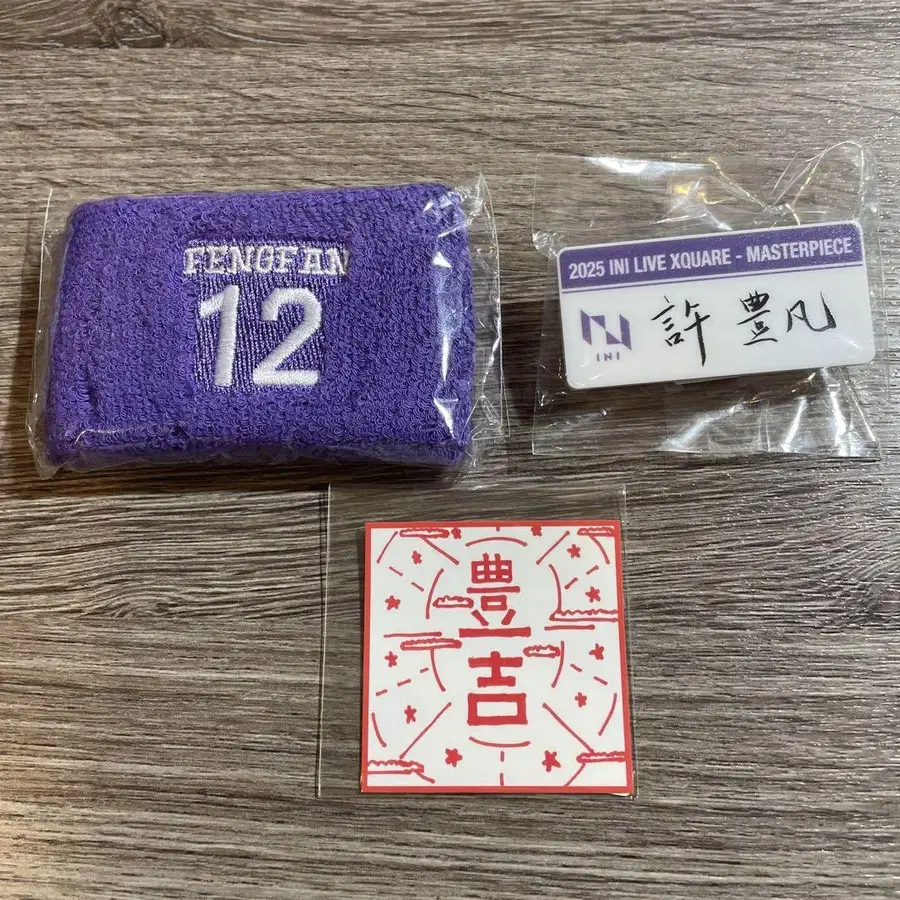 FENGFAN
12
2025 INI LIVE XQUARE - MASTERPIECE
INI
許 豊凡
豊
吉